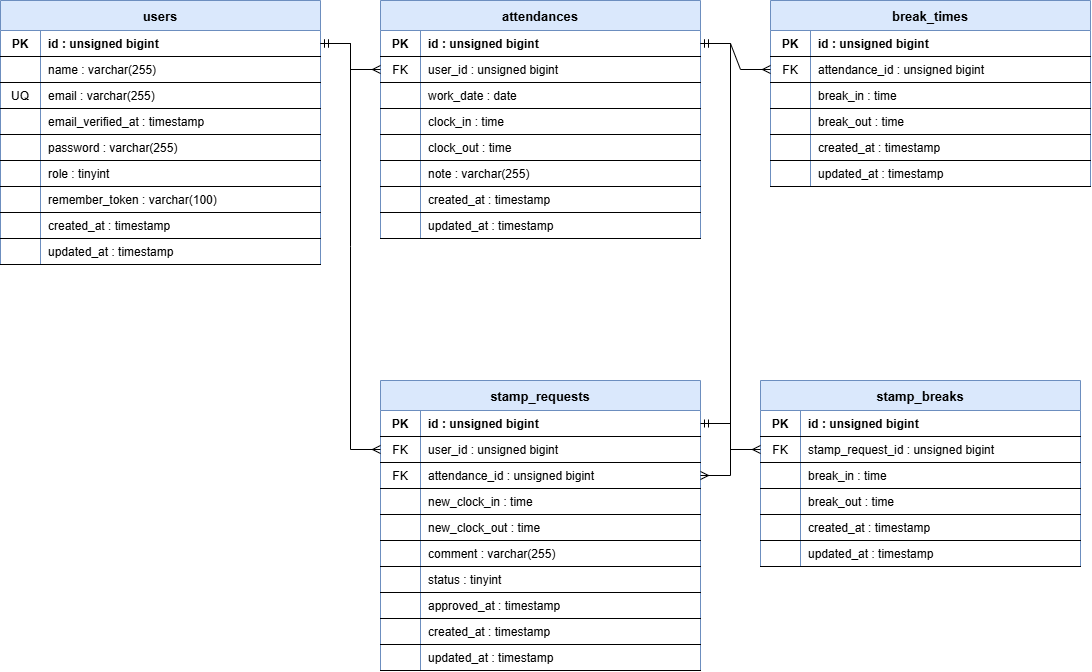 users
PK id : unsigned bigint
name : varchar(255)
UQ email : varchar(255)
email_verified_at : timestamp
password : varchar(255)
role : tinyint
remember_token : varchar(100)
created_at : timestamp
updated_at : timestamp
attendances
PK id : unsigned bigint
FK user_id : unsigned bigint
work_date : date
clock_in : time
clock_out : time
note : varchar(255)
created_at : timestamp
updated_at : timestamp
break_times
PK id : unsigned bigint
FK attendance_id : unsigned bigint
break_in : time
break_out : time
created_at : timestamp
updated_at : timestamp
stamp_requests
PK id : unsigned bigint
FK user_id : unsigned bigint
FK attendance_id : unsigned bigint
new_clock_in : time
new_clock_out : time
comment : varchar(255)
status : tinyint
approved_at : timestamp
created_at : timestamp
updated_at : timestamp
stamp_breaks
PK id : unsigned bigint
FK stamp_request_id : unsigned bigint
break_in : time
break_out : time
created_at : timestamp
updated_at : timestamp